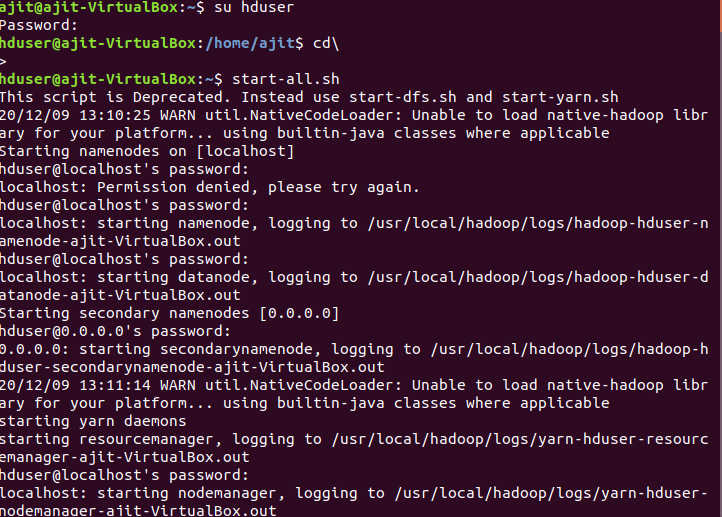 ajit@ajit-VirtualBox:~$ su hduser
Password:
hduser@ajit-VirtualBox:/home/ajit$ cd\
>
hduser@ajit-VirtualBox:~$ start-all.sh
This script is Deprecated. Instead use start-dfs.sh and start-yarn.sh
20/12/09 13:10:25 WARN util.NativeCodeLoader: Unable to load native-hadoop libr
ary for your platform... using builtin-java classes where applicable
Starting namenodes on [localhost]
hduser@localhost's password:
localhost: Permission denied, please try again.
hduser@localhost's password:
localhost: starting namenode, logging to /usr/local/hadoop/logs/hadoop-hduser-n
amenode-ajit-VirtualBox.out
hduser@localhost's password:
localhost: starting datanode, logging to /usr/local/hadoop/logs/hadoop-hduser-d
atanode-ajit-VirtualBox.out
Starting secondary namenodes [0.0.0.0]
hduser@0.0.0.0's password:
0.0.0.0: starting secondarynamenode, logging to /usr/local/hadoop/logs/hadoop-h
duser-secondarynamenode-ajit-VirtualBox.out
20/12/09 13:11:14 WARN util.NativeCodeLoader: Unable to load native-hadoop libr
ary for your platform... using builtin-java classes where applicable
starting yarn daemons
starting resourcemanager, logging to /usr/local/hadoop/logs/yarn-hduser-resourc
emanager-ajit-VirtualBox.out
hduser@localhost's password:
localhost: starting nodemanager, logging to /usr/local/hadoop/logs/yarn-hduser-
nodemanager-ajit-VirtualBox.out